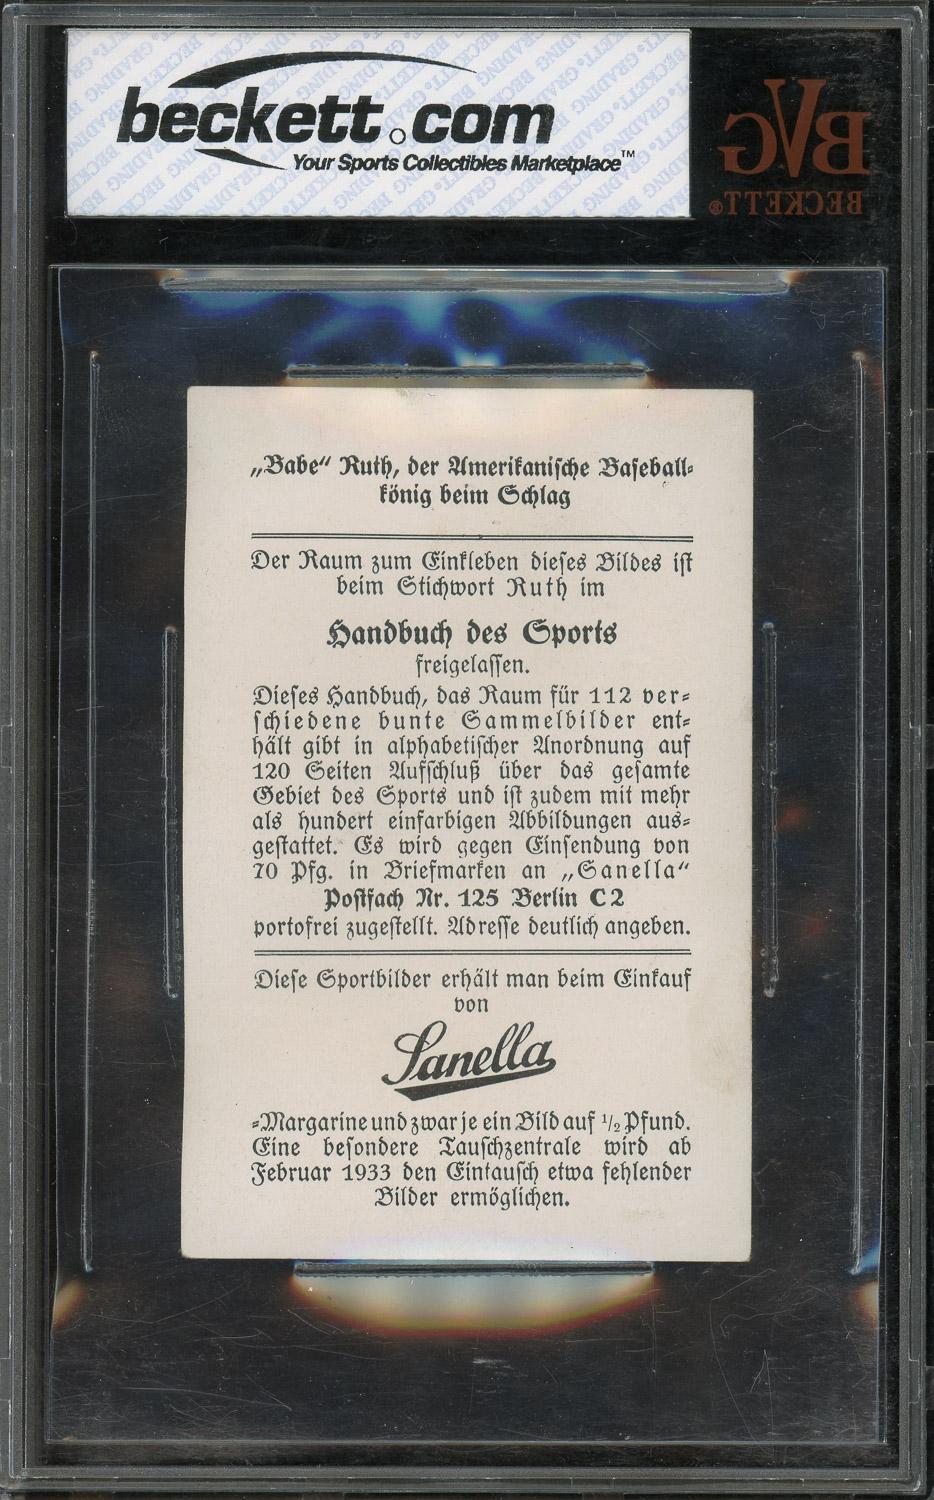 beckett.com
Your Sports Collectibles Marketplace™
BVG
BECKETT®
„Babe“ Ruth, der Amerikanische Baseball-
könig beim Schlag
Der Raum zum Einkleben dieses Bildes ist
beim Stichwort Ruth im
Handbuch des Sports
freigelassen.
Dieses Handbuch, das Raum für 112 ver-
schiedene bunte Sammelbilder ent-
hält gibt in alphabetischer Anordnung auf
120 Seiten Aufschluß über das gesamte
Gebiet des Sports und ist zudem mit mehr
als hundert einfarbigen Abbildungen aus-
gestattet. Es wird gegen Einsendung von
70 Pfg. in Briefmarken an „Sanella“
Postfach Nr. 125 Berlin C 2
portofrei zugestellt. Adresse deutlich angeben.
Diese Sportbilder erhält man beim Einkauf
von
Sanella
-Margarine und zwar je ein Bild auf 1/2 Pfund.
Eine besondere Tauschzentrale wird ab
Februar 1933 den Eintausch etwa fehlender
Bilder ermöglichen.